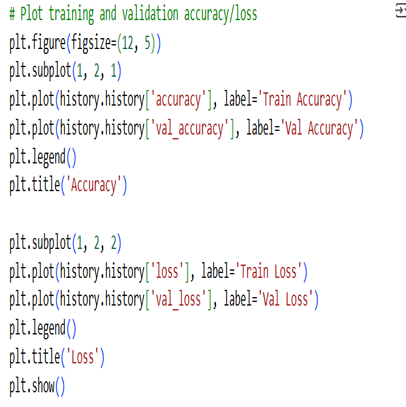 # Plot training and validation accuracy/loss
plt.figure(figsize=(12, 5))
plt.subplot(1, 2, 1)
plt.plot(history.history['accuracy'], label='Train Accuracy')
plt.plot(history.history['val_accuracy'], label='Val Accuracy')
plt.legend()
plt.title('Accuracy')
plt.subplot(1, 2, 2)
plt.plot(history.history['loss'], label='Train Loss')
plt.plot(history.history['val_loss'], label='Val Loss')
plt.legend()
plt.title('Loss')
plt.show()